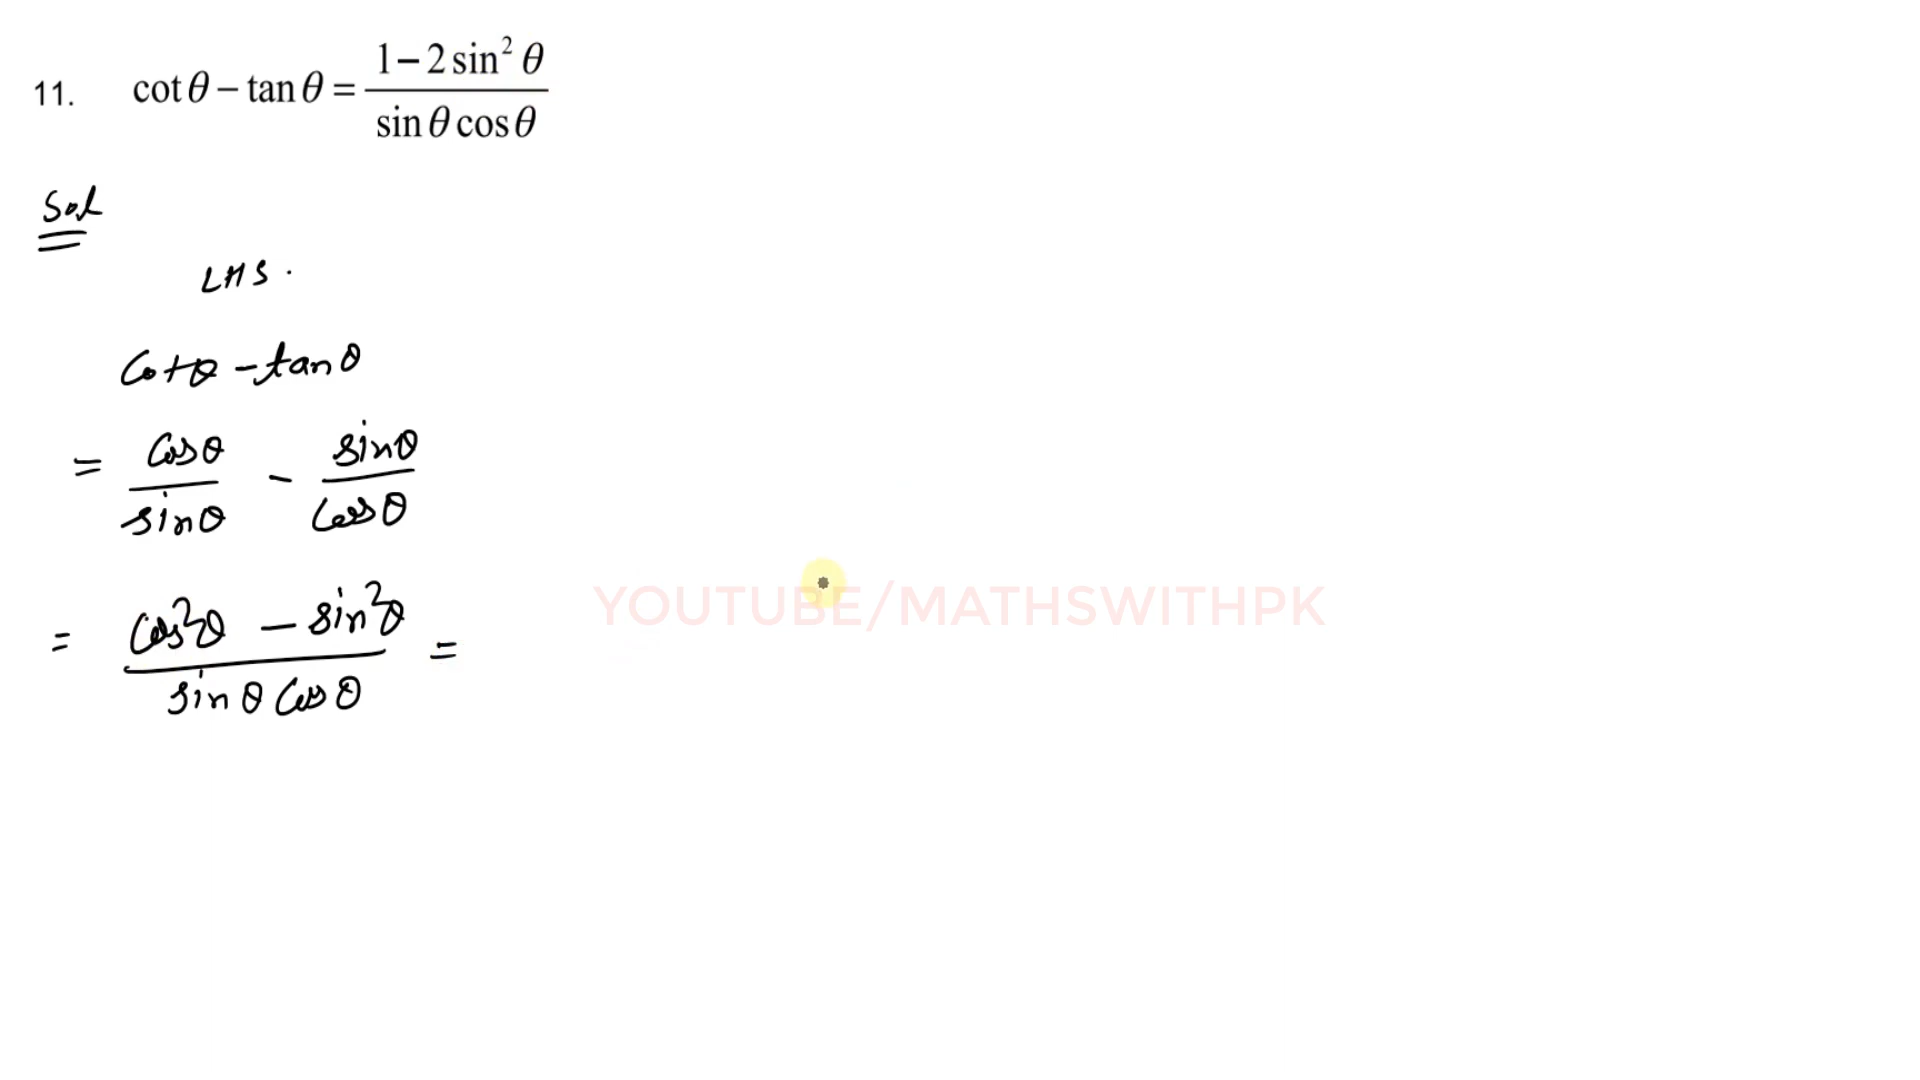 11. cot θ – tan θ = (1 – 2 sin² θ) / (sin θ cos θ)
Sol
LHS.
Cotθ – tanθ
= Cosθ / sinθ – sinθ / Cosθ
= (Cos²θ – sin²θ) / (sinθ Cosθ) =
YOUTUBE/MATHSWITHPK